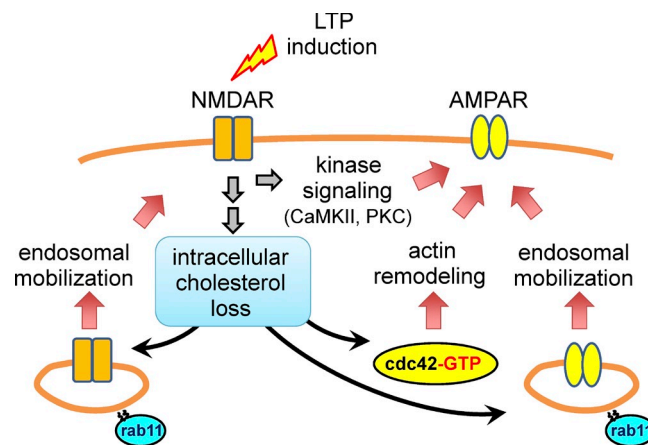 LTP
induction
NMDAR
AMPAR
kinase
signaling
(CaMKII, PKC)
endosomal
mobilization
intracellular
cholesterol
loss
actin
remodeling
endosomal
mobilization
cdc42-GTP
rab11
rab11